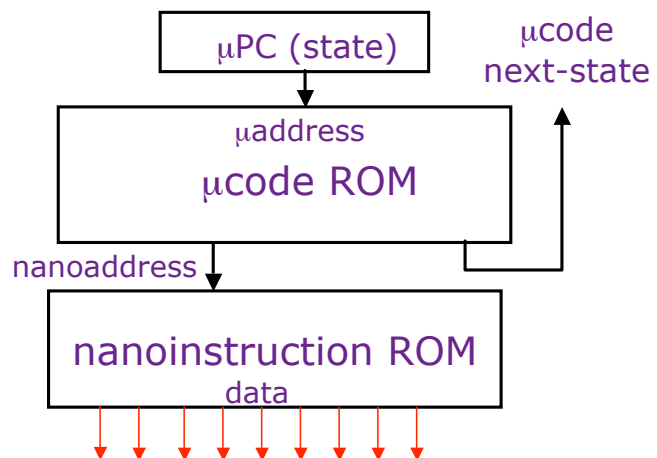 μPC (state)
μcode
next-state
μaddress
μcode ROM
nanoaddress
nanoinstruction ROM
data